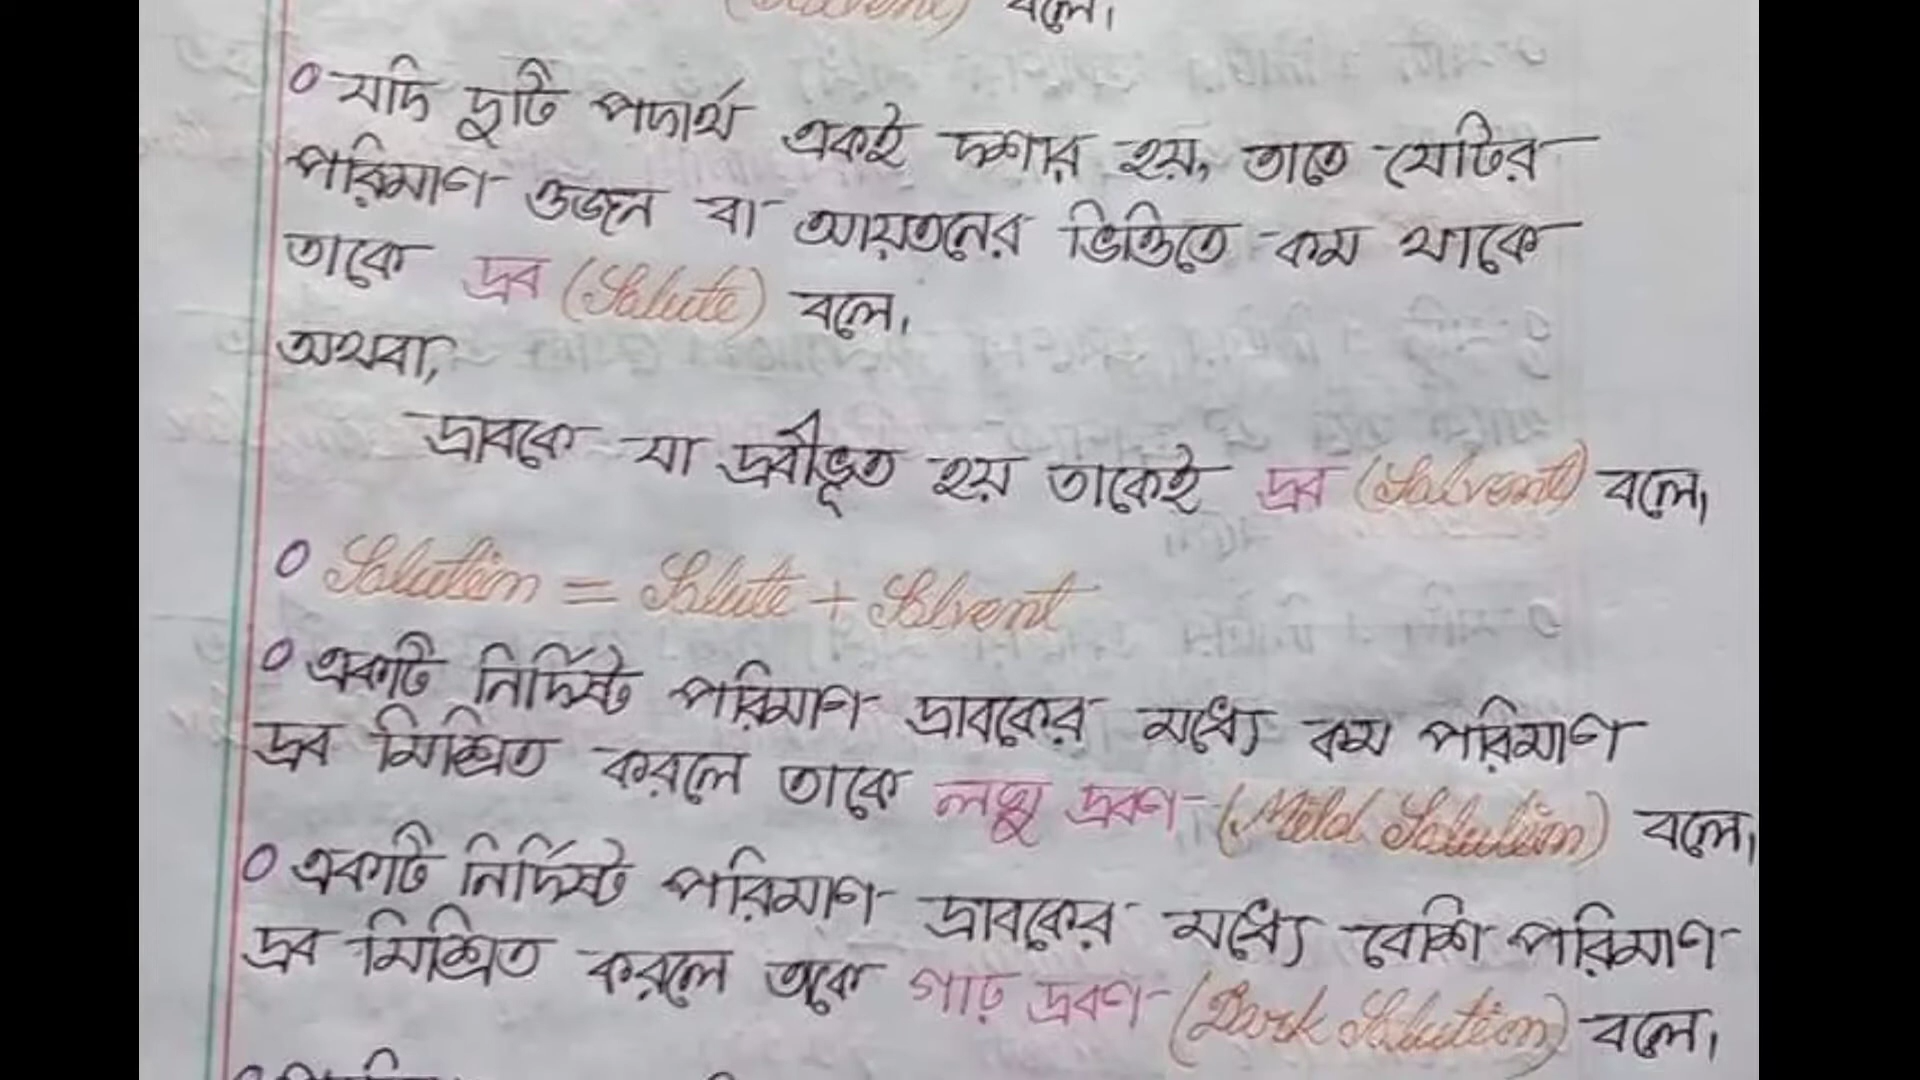 (Solvent) বলে।
০ যদি দুটি পদার্থ একই দশার হয়, তাতে যেটির
পরিমাণ ওজন বা আয়তনের ভিত্তিতে কম থাকে
তাকে দ্রব (Solute) বলে।
অথবা,
দ্রাবকে যা দ্রবীভূত হয় তাকেই দ্রব (Solvent) বলে।
০ Solution = Solute + Solvent
০ একটি নির্দিষ্ট পরিমাণ দ্রাবকের মধ্যে কম পরিমাণ
দ্রব মিশ্রিত করলে তাকে লঘু দ্রবণ (Mild Solution) বলে।
০ একটি নির্দিষ্ট পরিমাণ দ্রাবকের মধ্যে বেশি পরিমাণ
দ্রব মিশ্রিত করলে তাকে গাঢ় দ্রবণ (Dark Solution) বলে।